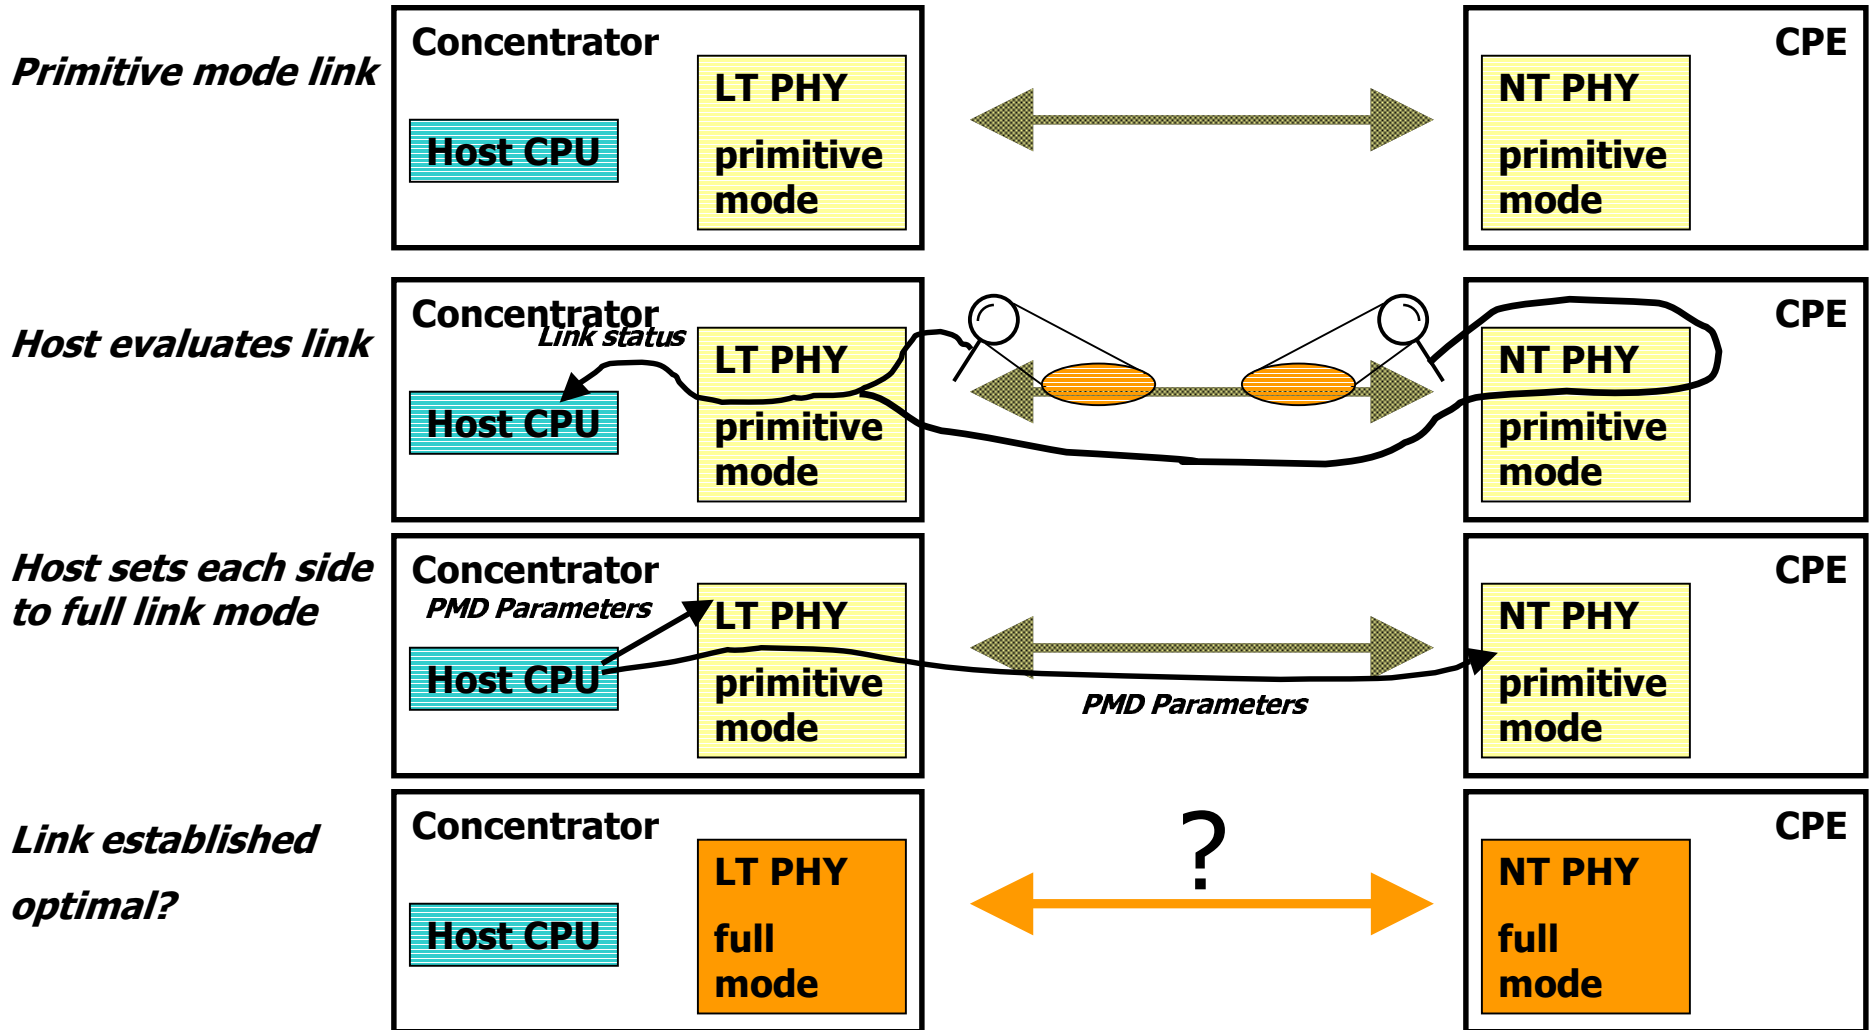 Primitive mode link
Concentrator
LT PHY
primitive
mode
Host CPU
CPE
NT PHY
primitive
mode
Host evaluates link
Concentrator
Link status
LT PHY
primitive
mode
Host CPU
CPE
NT PHY
primitive
mode
Host sets each side
to full link mode
Concentrator
PMD Parameters
LT PHY
primitive
mode
Host CPU
PMD Parameters
CPE
NT PHY
primitive
mode
Link established
optimal?
Concentrator
LT PHY
full
mode
Host CPU
?
CPE
NT PHY
full
mode